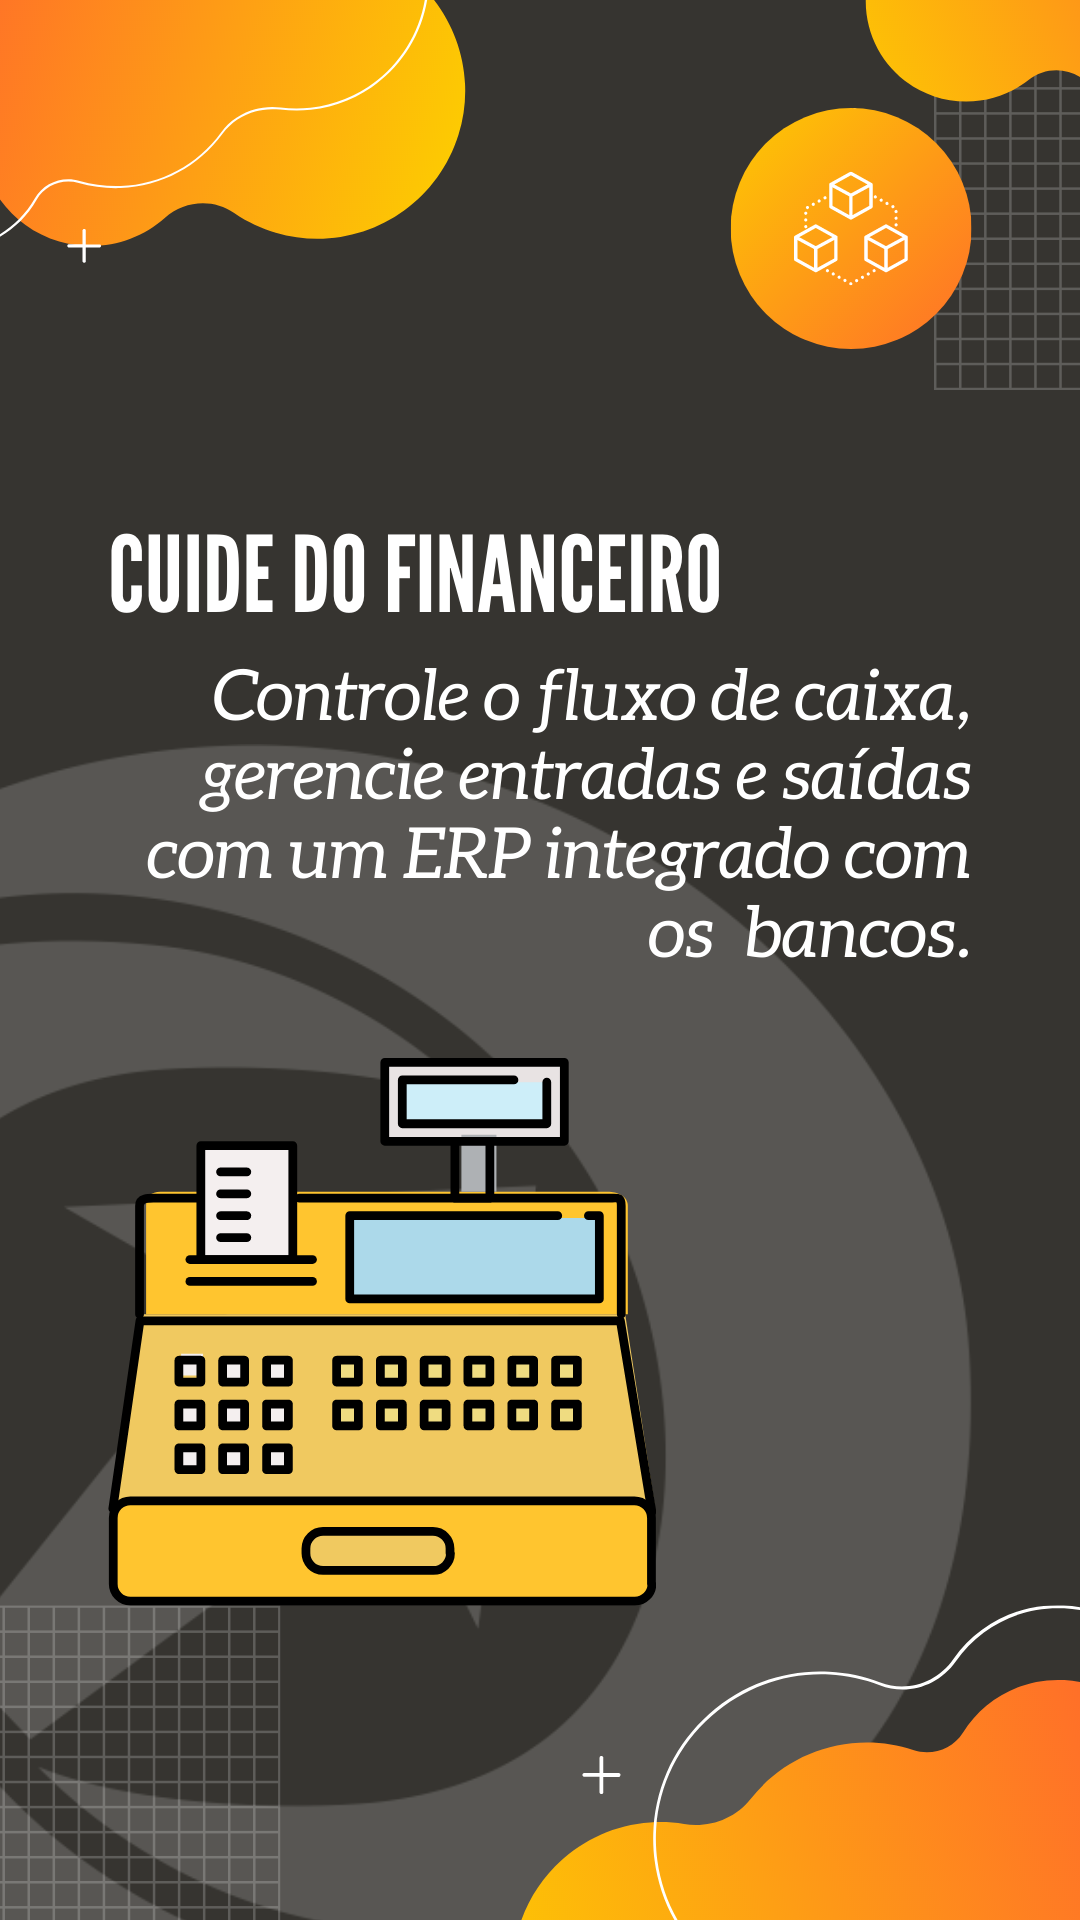 CUIDE DO FINANCEIRO
Controle o fluxo de caixa,
gerencie entradas e saídas
com um ERP integrado com
os bancos.